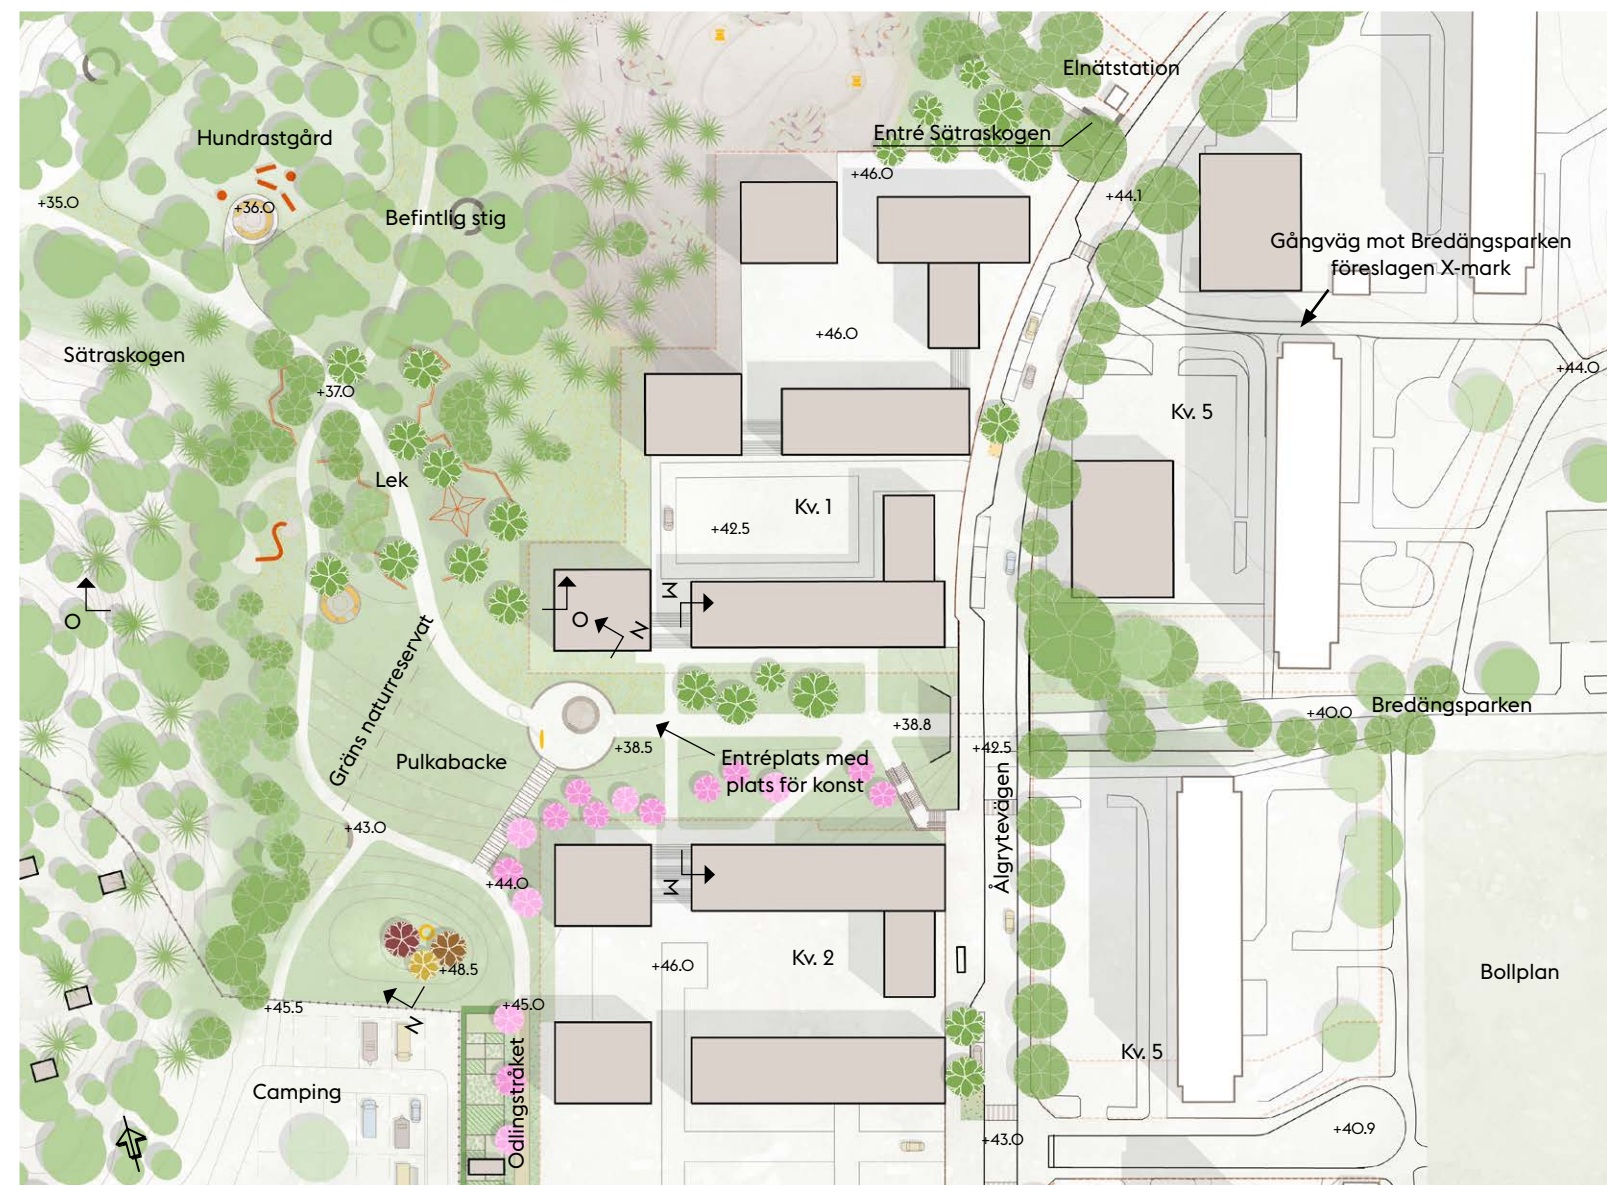 Elnätstation
Entré Sätraskogen
Hundrastgård
+46.0
+44.1
+35.0
+36.0
Befintlig stig
Gångväg mot Bredängsparken
föreslagen X-mark
+46.0
Sätraskogen
+44.0
+37.0
Kv. 5
Lek
Kv. 1
+42.5
M
O
O
N
Gräns naturreservat
Bredängsparken
+40.0
+38.8
+38.5
+42.5
Entréplats med
plats för konst
Pulkabacke
Ålgrytevägen
+43.0
M
+44.0
Kv. 2
+46.0
+48.5
Bollplan
+45.5
+45.0
N
Kv. 5
Camping
Odlingstråket
+43.0
+40.9